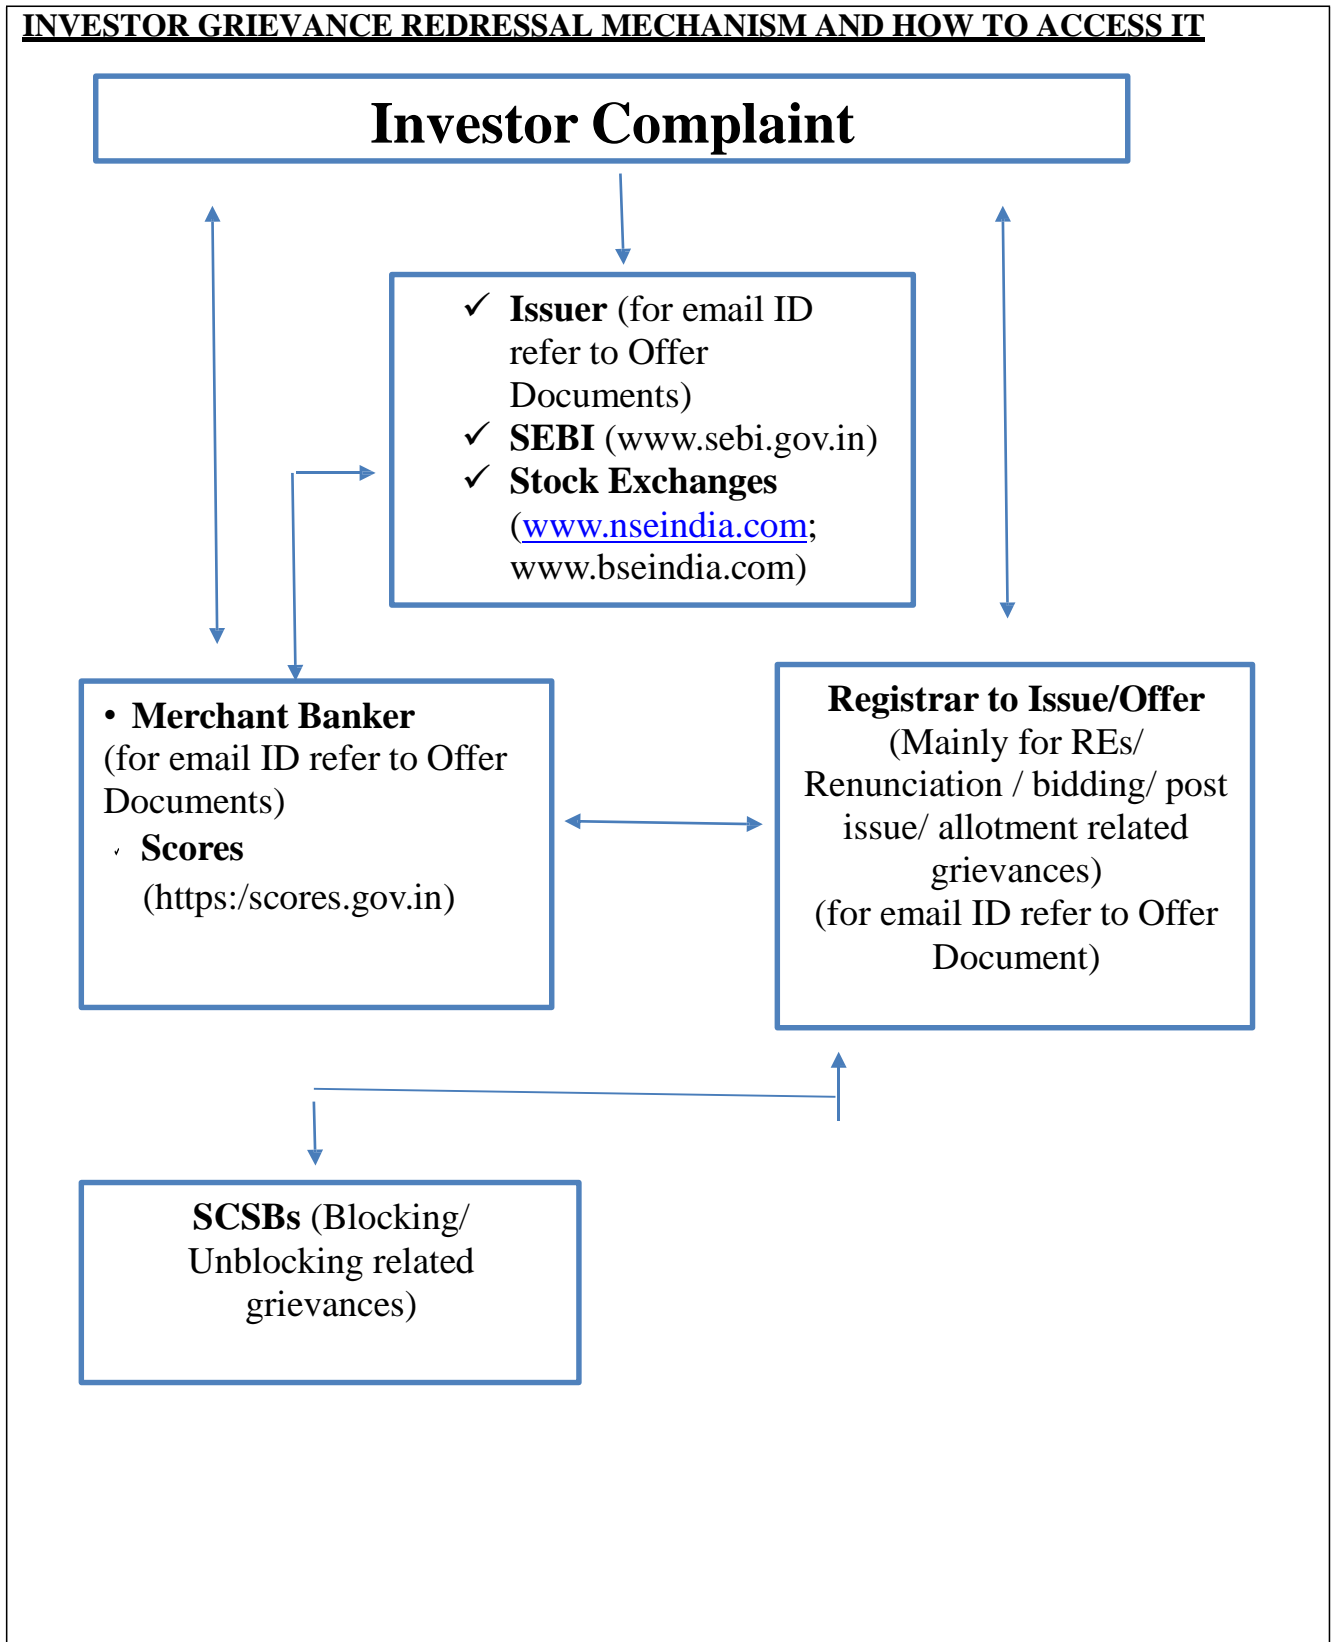 INVESTOR GRIEVANCE REDRESSAL MECHANISM AND HOW TO ACCESS IT
Investor Complaint
✓ Issuer (for email ID
refer to Offer
Documents)
✓ SEBI (www.sebi.gov.in)
✓ Stock Exchanges
(www.nseindia.com;
www.bseindia.com)
• Merchant Banker
(for email ID refer to Offer
Documents)
✓ Scores
(https:/scores.gov.in)
Registrar to Issue/Offer
(Mainly for REs/
Renunciation / bidding/ post
issue/ allotment related
grievances)
(for email ID refer to Offer
Document)
SCSBs (Blocking/
Unblocking related
grievances)